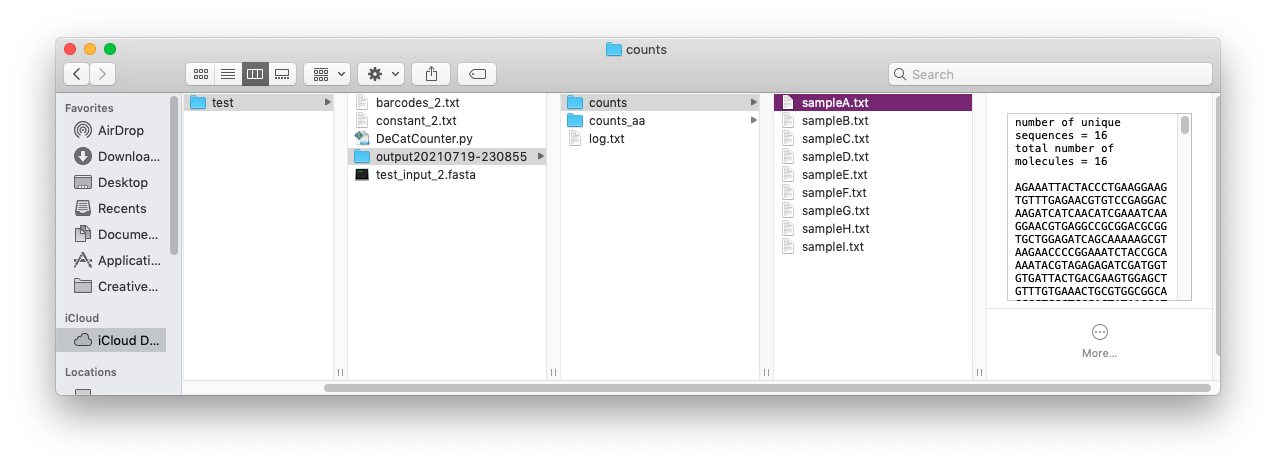 counts
Search
Favorites
AirDrop
Downloa...
Desktop
Recents
Docume...
Applicati...
Creative...
iCloud
iCloud D...
Locations
test
barcodes_2.txt
constant_2.txt
DeCatCounter.py
output20210719-230855
test_input_2.fasta
counts
counts_aa
log.txt
sampleA.txt
sampleB.txt
sampleC.txt
sampleD.txt
sampleE.txt
sampleF.txt
sampleG.txt
sampleH.txt
sampleI.txt
number of unique
sequences = 16
total number of
molecules = 16
AGAAATTACTACCCTGAAGGAAG
TGTTTGAGAACGTGTCCGAGGAC
AAGATCATCAACATCGAAATCAA
GGAACGTGAGGCCGCGGACGCGG
TGCTGGAGATCAGCAAAAAGCGT
AAGAACCCCGGAAATCTACCGCA
AAATACGTAGAGAGATCGATGGT
GTGATTACTGACGAAGTGGAGCT
GTTTGTGAAACTGCGTGGCGGCA
More...